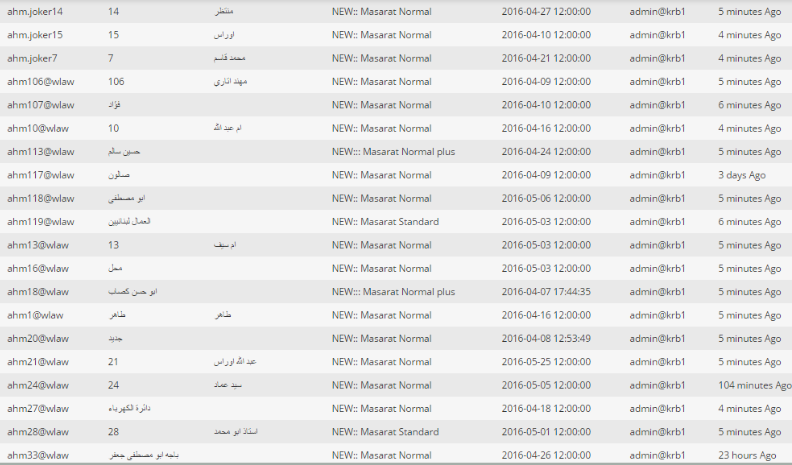 ahm.joker14 14 منتظر NEW:: Masarat Normal 2016-04-27 12:00:00 admin@krb1 5 minutes Ago
ahm.joker15 15 اوراس NEW:: Masarat Normal 2016-04-10 12:00:00 admin@krb1 4 minutes Ago
ahm.joker7 7 محمد قاسم NEW:: Masarat Normal 2016-04-21 12:00:00 admin@krb1 4 minutes Ago
ahm106@wlaw 106 مهند اثاري NEW:: Masarat Normal 2016-04-09 12:00:00 admin@krb1 5 minutes Ago
ahm107@wlaw فؤاد NEW:: Masarat Normal 2016-04-10 12:00:00 admin@krb1 6 minutes Ago
ahm10@wlaw 10 ام عبد الله NEW:: Masarat Normal 2016-04-16 12:00:00 admin@krb1 4 minutes Ago
ahm113@wlaw حسين سالم NEW::: Masarat Normal plus 2016-04-24 12:00:00 admin@krb1 5 minutes Ago
ahm117@wlaw صالون NEW:: Masarat Normal 2016-04-09 12:00:00 admin@krb1 3 days Ago
ahm118@wlaw ابو مصطفى NEW:: Masarat Normal 2016-05-06 12:00:00 admin@krb1 5 minutes Ago
ahm119@wlaw العمال لبنانيين NEW:: Masarat Standard 2016-05-03 12:00:00 admin@krb1 6 minutes Ago
ahm13@wlaw 13 ام سيف NEW:: Masarat Normal 2016-05-03 12:00:00 admin@krb1 5 minutes Ago
ahm16@wlaw محل NEW:: Masarat Normal 2016-05-03 12:00:00 admin@krb1 5 minutes Ago
ahm18@wlaw ابو حسن كصاب NEW::: Masarat Normal plus 2016-04-07 17:44:35 admin@krb1 5 minutes Ago
ahm1@wlaw طاهر طاهر NEW:: Masarat Normal 2016-04-16 12:00:00 admin@krb1 5 minutes Ago
ahm20@wlaw جديد NEW:: Masarat Normal 2016-04-08 12:53:49 admin@krb1 5 minutes Ago
ahm21@wlaw 21 عبد الله اوراس NEW:: Masarat Normal 2016-05-25 12:00:00 admin@krb1 5 minutes Ago
ahm24@wlaw 24 سيد عماد NEW:: Masarat Normal 2016-05-05 12:00:00 admin@krb1 104 minutes Ago
ahm27@wlaw دائرة الكهرباء NEW:: Masarat Normal 2016-04-18 12:00:00 admin@krb1 4 minutes Ago
ahm28@wlaw 28 استاذ ابو محمد NEW:: Masarat Standard 2016-05-01 12:00:00 admin@krb1 5 minutes Ago
ahm33@wlaw باجه ابو مصطفى جعفر NEW:: Masarat Normal 2016-04-26 12:00:00 admin@krb1 23 hours Ago